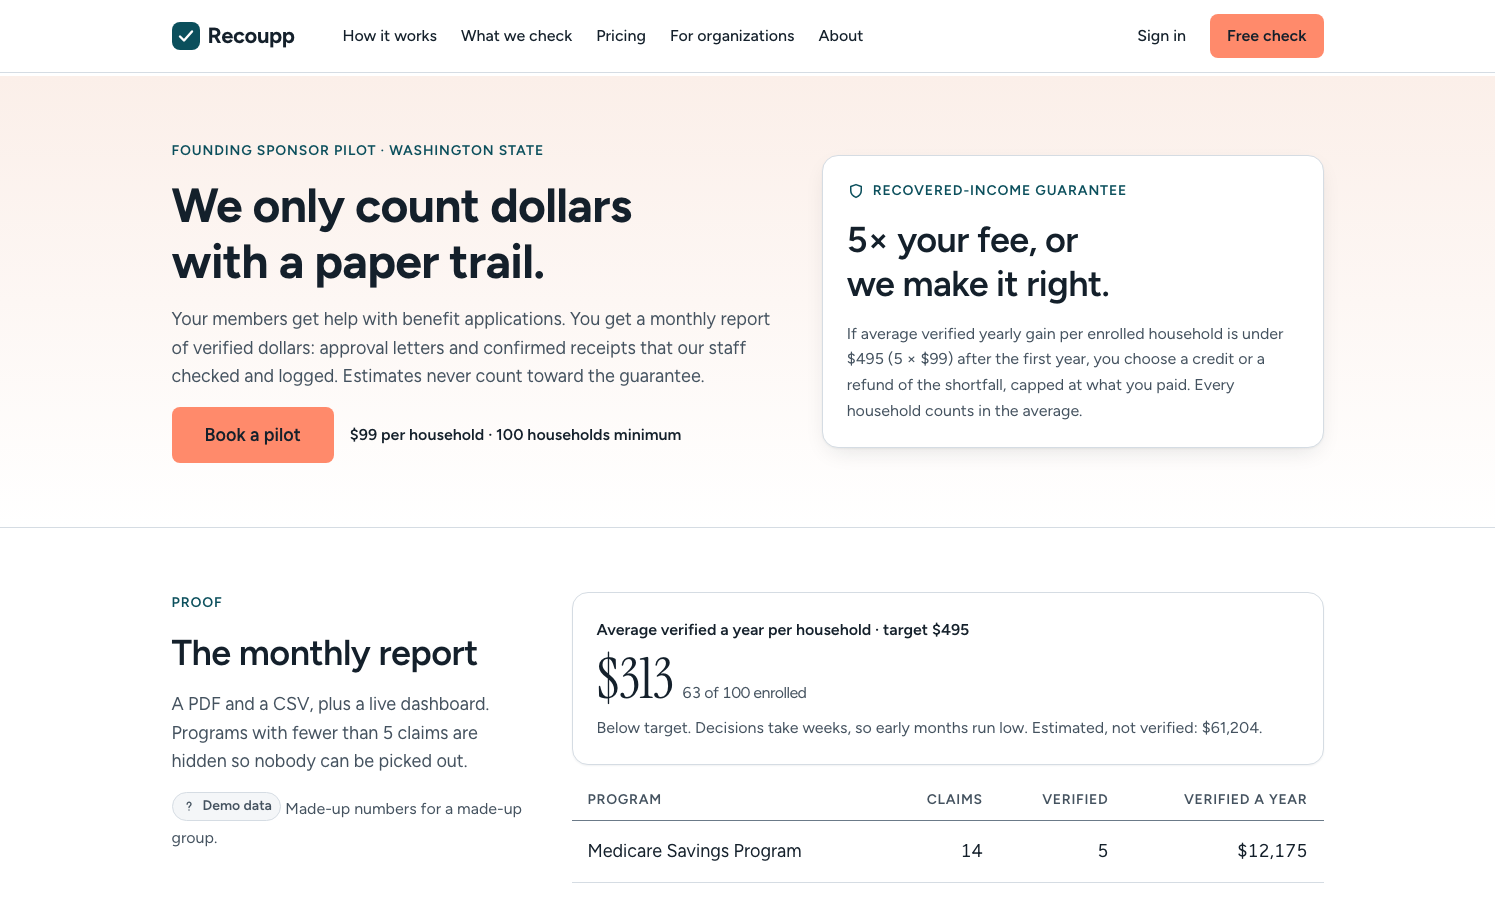 Recoupp
How it works
What we check
Pricing
For organizations
About
Sign in
Free check
FOUNDING SPONSOR PILOT · WASHINGTON STATE
We only count dollars
with a paper trail.
Your members get help with benefit applications. You get a monthly report
of verified dollars: approval letters and confirmed receipts that our staff
checked and logged. Estimates never count toward the guarantee.
Book a pilot
$99 per household · 100 households minimum
RECOVERED-INCOME GUARANTEE
5× your fee, or
we make it right.
If average verified yearly gain per enrolled household is under
$495 (5 × $99) after the first year, you choose a credit or a
refund of the shortfall, capped at what you paid. Every
household counts in the average.
PROOF
The monthly report
A PDF and a CSV, plus a live dashboard.
Programs with fewer than 5 claims are
hidden so nobody can be picked out.
? Demo data Made-up numbers for a made-up
group.
Average verified a year per household · target $495
$313 63 of 100 enrolled
Below target. Decisions take weeks, so early months run low. Estimated, not verified: $61,204.
PROGRAM CLAIMS VERIFIED VERIFIED A YEAR
Medicare Savings Program 14 5 $12,175